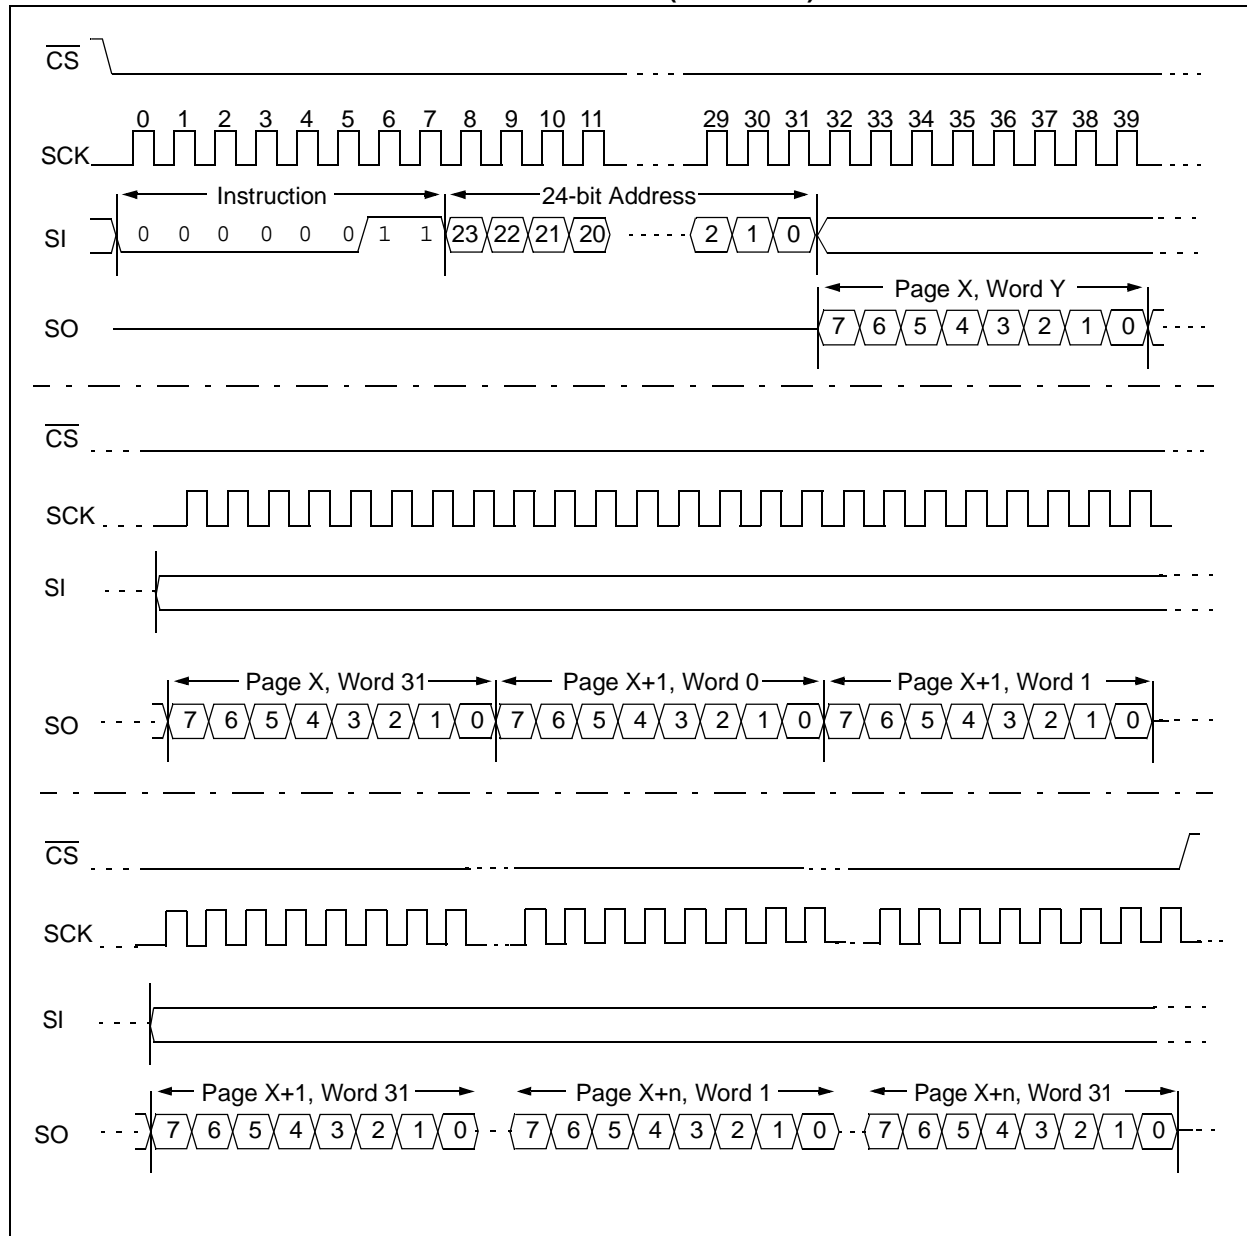 CS
0 1 2 3 4 5 6 7 8 9 10 11 29 30 31 32 33 34 35 36 37 38 39
SCK
Instruction 24-bit Address
SI 0 0 0 0 0 0 1 1 23 22 21 20 2 1 0
Page X, Word Y
SO 7 6 5 4 3 2 1 0
CS
SCK
SI
Page X, Word 31 Page X+1, Word 0 Page X+1, Word 1
SO 7 6 5 4 3 2 1 0 7 6 5 4 3 2 1 0 7 6 5 4 3 2 1 0
CS
SCK
SI
Page X+1, Word 31 Page X+n, Word 1 Page X+n, Word 31
SO 7 6 5 4 3 2 1 0 7 6 5 4 3 2 1 0 7 6 5 4 3 2 1 0